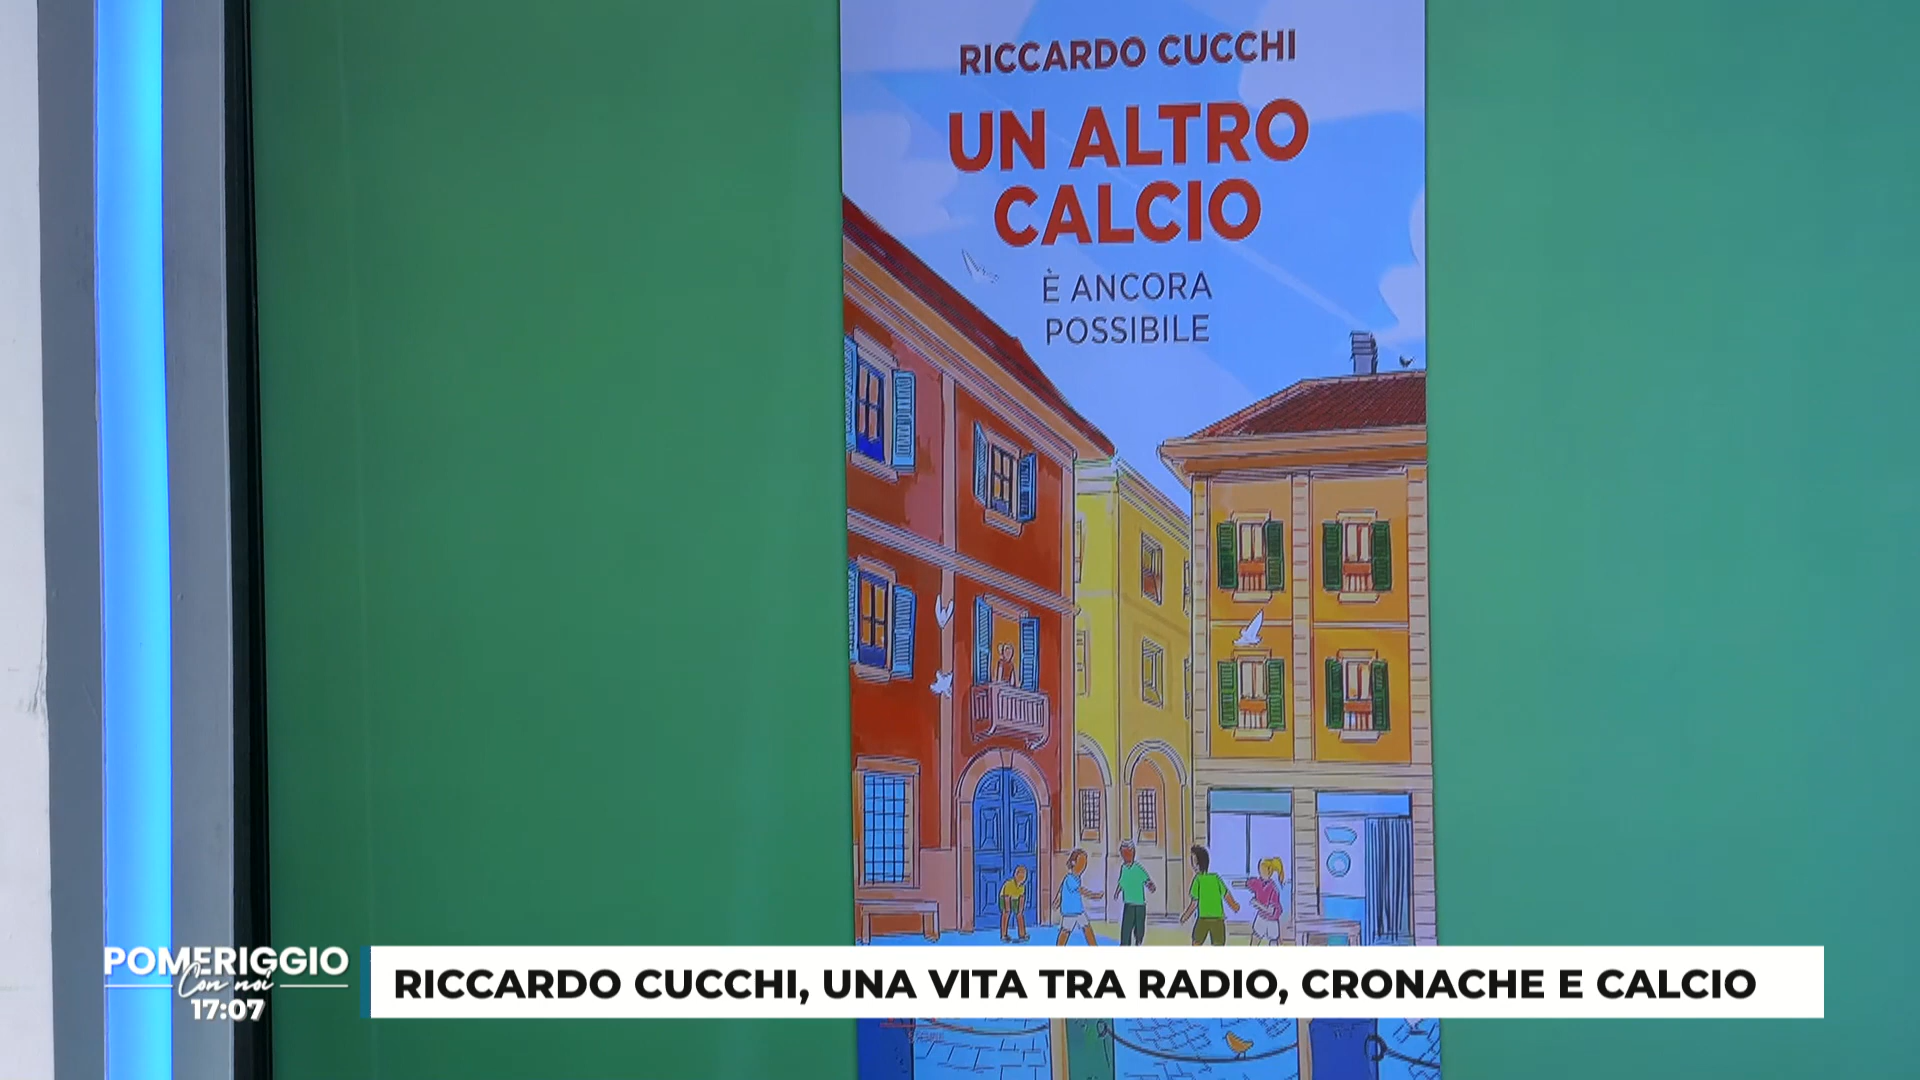 RICCARDO CUCCHI
UN ALTRO
CALCIO
È ANCORA
POSSIBILE
POMERIGGIO
Con noi
17:07
RICCARDO CUCCHI, UNA VITA TRA RADIO, CRONACHE E CALCIO